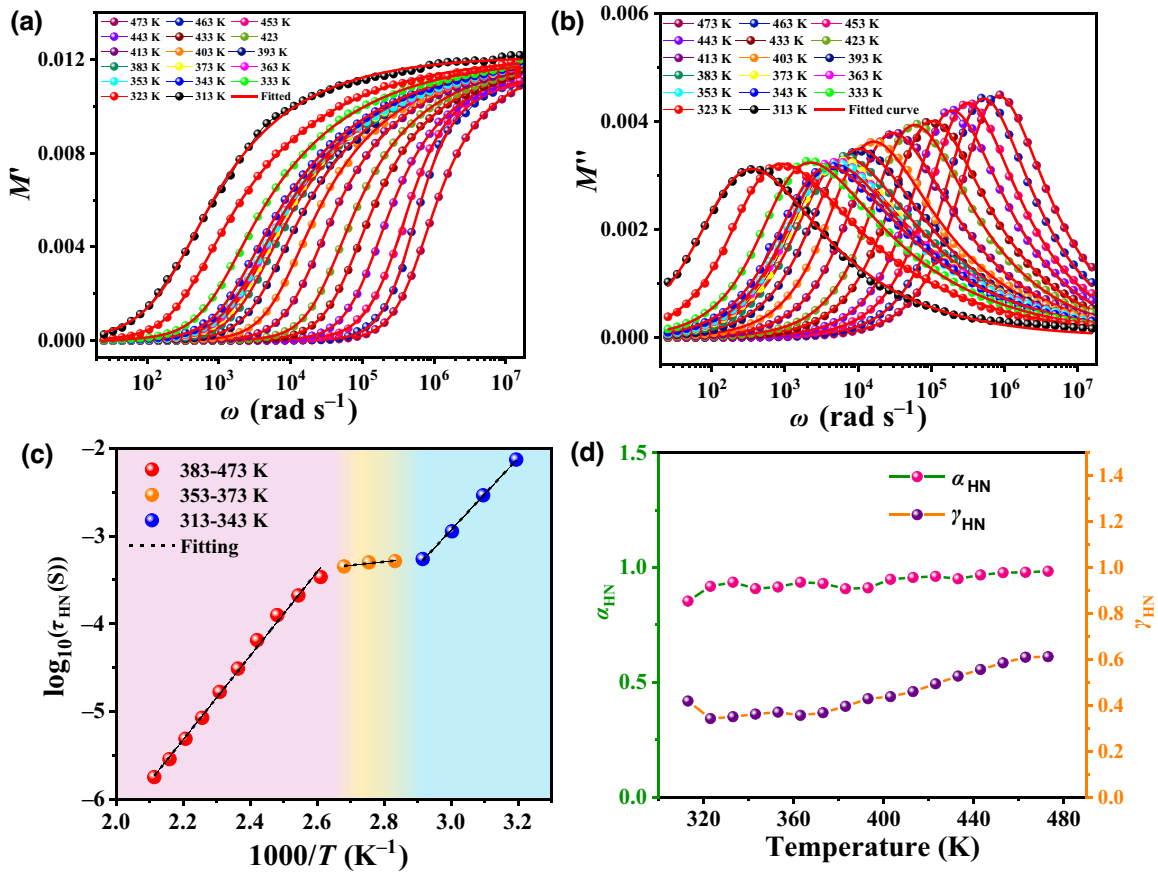 (a)
473 K 463 K 453 K
443 K 433 K 423
413 K 403 K 393 K
383 K 373 K 363 K
353 K 343 K 333 K
323 K 313 K Fitted
0.012
0.008
0.004
0.000
M'
10² 10³ 10⁴ 10⁵ 10⁶ 10⁷
ω (rad s⁻¹)
(b)
473 K 463 K 453 K
443 K 433 K 423 K
413 K 403 K 393 K
383 K 373 K 363 K
353 K 343 K 333 K
323 K 313 K Fitted curve
0.006
0.004
0.002
0.000
M''
10² 10³ 10⁴ 10⁵ 10⁶ 10⁷
ω (rad s⁻¹)
(c)
383-473 K
353-373 K
313-343 K
Fitting
−2
−3
−4
−5
−6
log₁₀(τHN(S))
2.0 2.2 2.4 2.6 2.8 3.0 3.2
1000/T (K⁻¹)
(d)
αHN
γHN
1.5
1.0
0.5
0.0
αHN
1.4
1.2
1.0
0.8
0.6
0.4
0.2
0.0
γHN
320 360 400 440 480
Temperature (K)